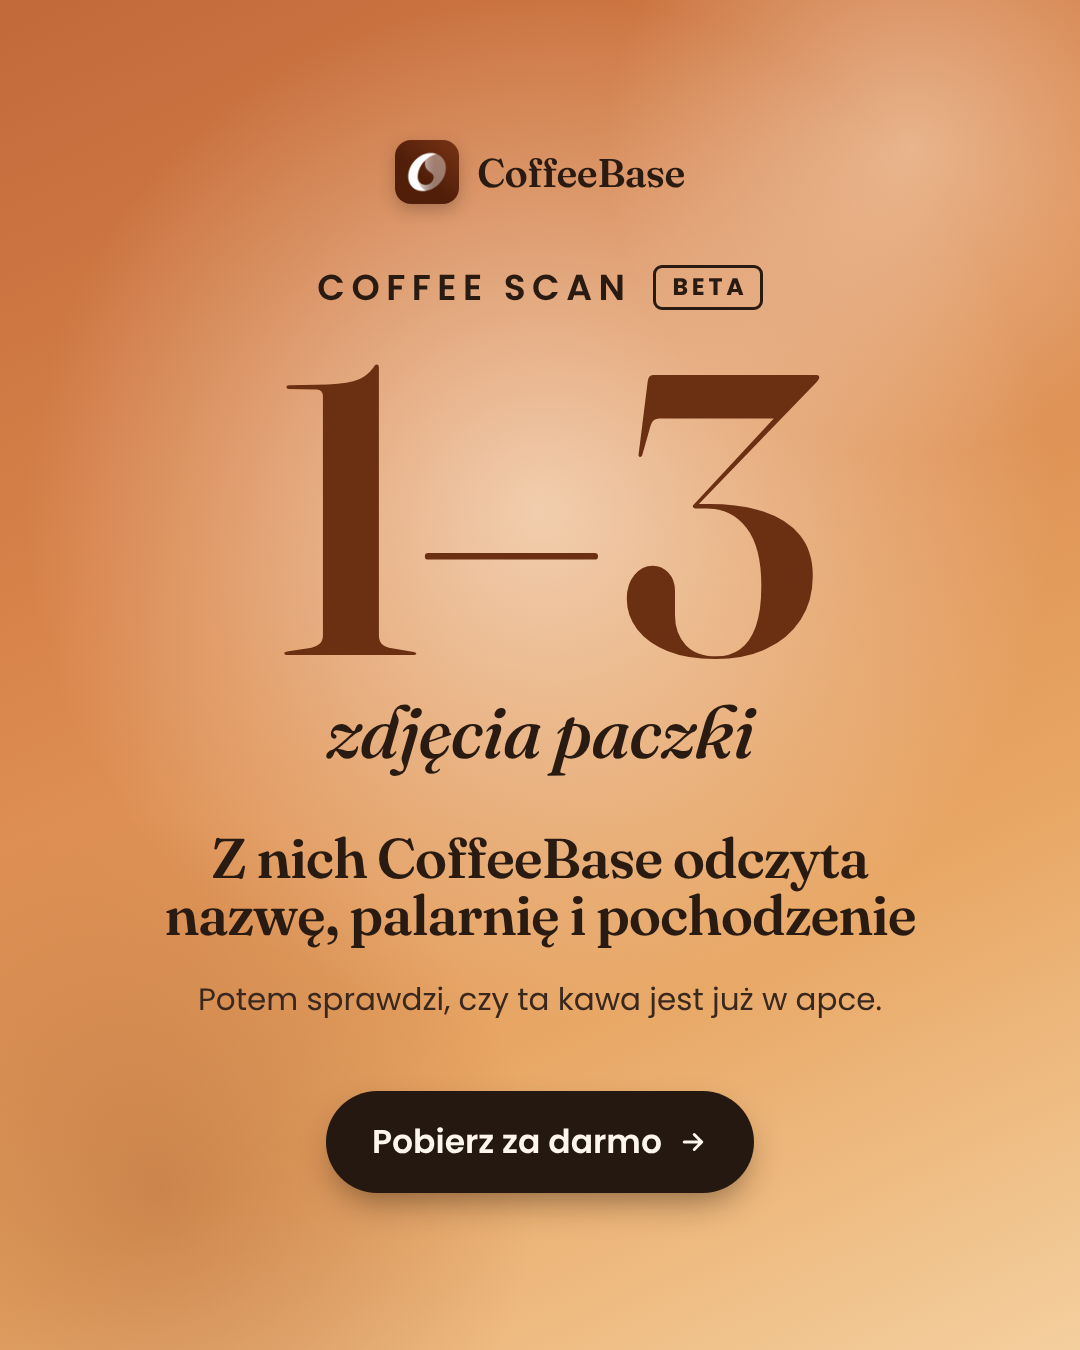 CoffeeBase
COFFEE SCAN BETA
1—3
zdjęcia paczki
Z nich CoffeeBase odczyta
nazwę, palarnię i pochodzenie
Potem sprawdzi, czy ta kawa jest już w apce.
Pobierz za darmo →